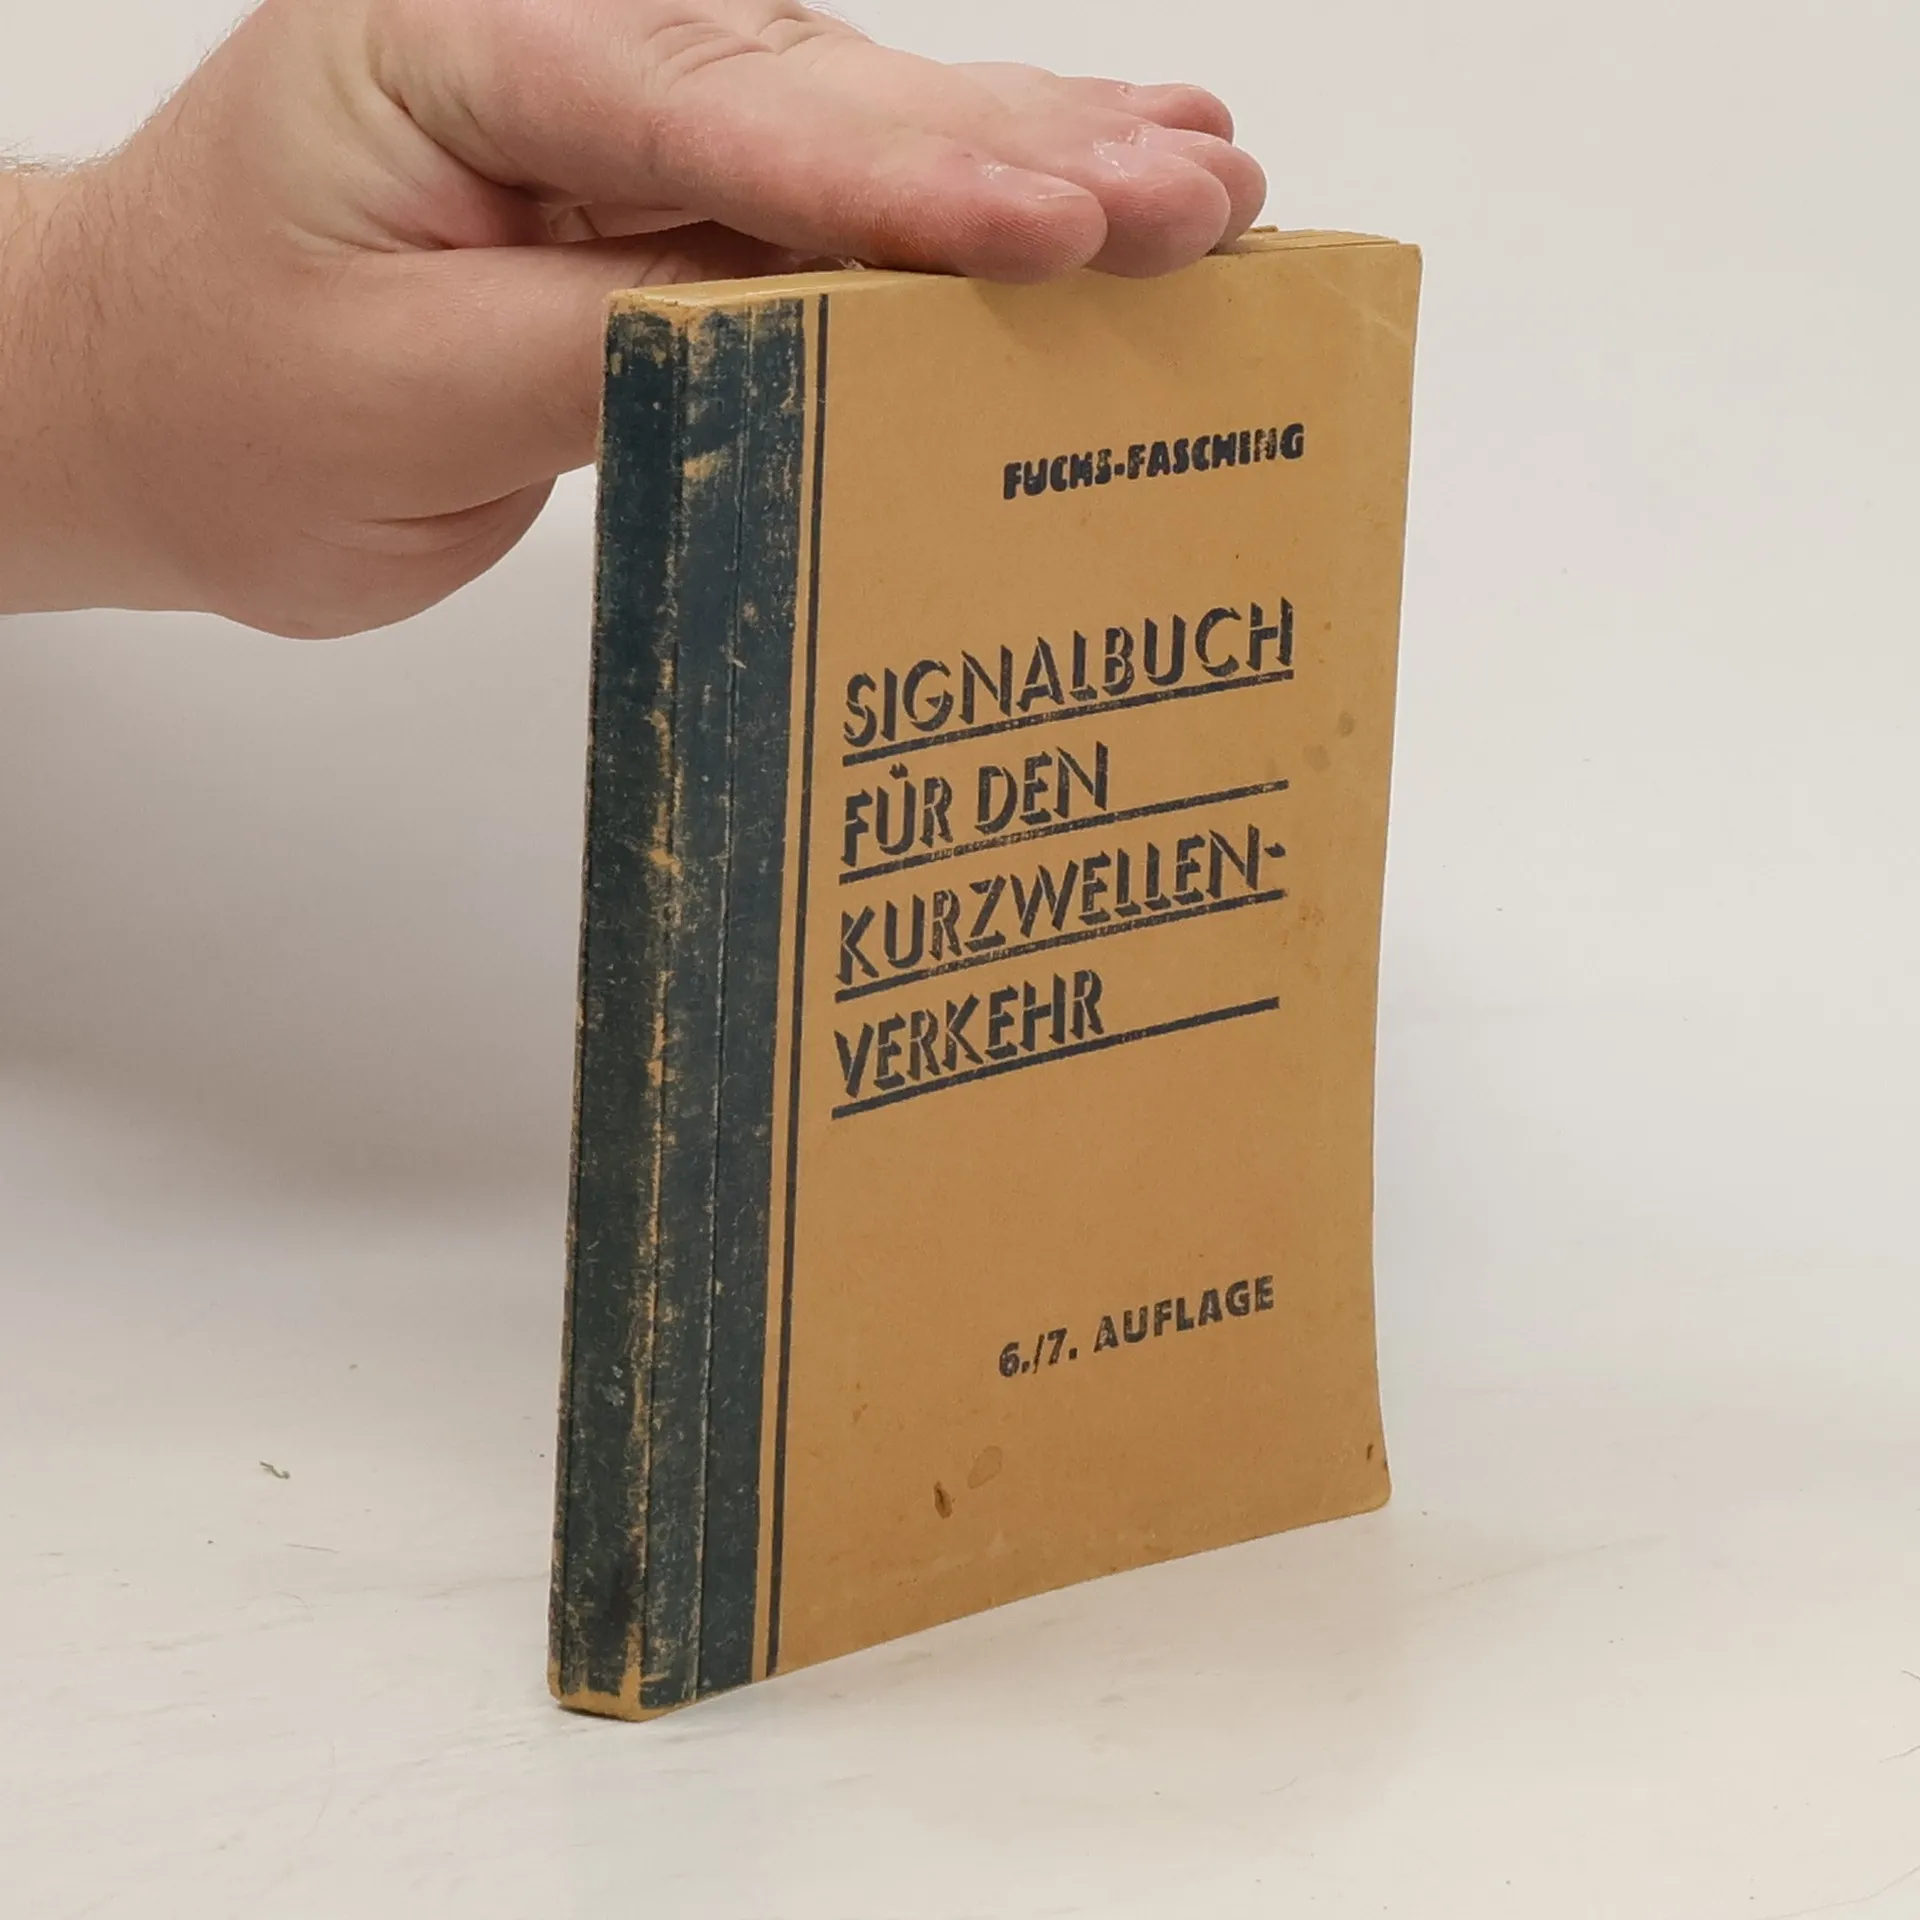 FUCHS-FASCHING
SIGNALBUCH
FÜR DEN
KURZWELLEN-
VERKEHR
6./7. AUFLAGE